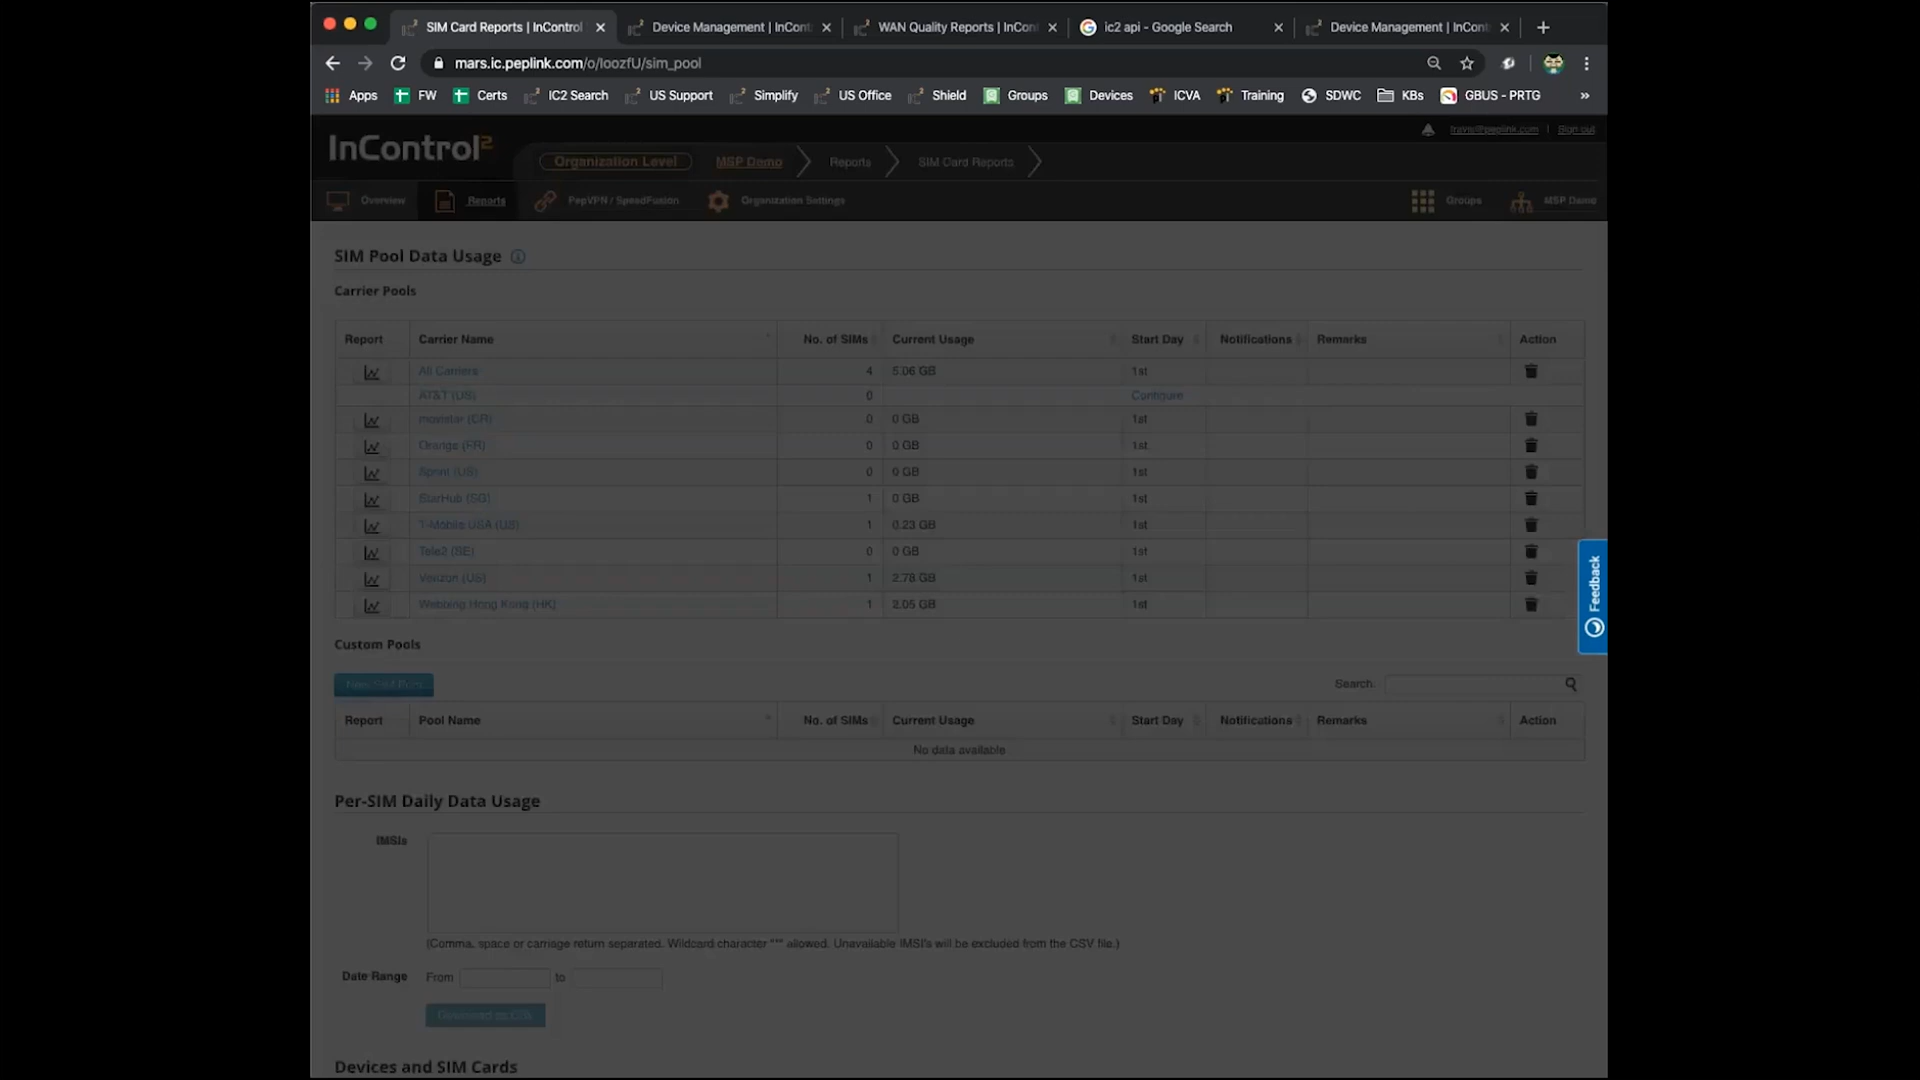 SIM Card Reports | InControl
Device Management | InCont
WAN Quality Reports | InCon
ic2 api - Google Search
Device Management | InCont
mars.ic.peplink.com/o/IoozfU/sim_pool
Apps FW Certs IC2 Search US Support Simplify US Office Shield Groups Devices ICVA Training SDWC KBs GBUS - PRTG »
travis@peplink.com | Sign out
InControl2
Organization Level MSP Demo Reports SIM Card Reports
Overview Reports PepVPN / SpeedFusion Organization Settings Groups MSP Demo
SIM Pool Data Usage
Carrier Pools
Report Carrier Name No. of SIMs Current Usage Start Day Notifications Remarks Action
All Carriers 4 5.06 GB 1st
AT&T (US) 0 Configure
movistar (CR) 0 0 GB 1st
Orange (FR) 0 0 GB 1st
Sprint (US) 0 0 GB 1st
StarHub (SG) 1 0 GB 1st
T-Mobile USA (US) 1 0.23 GB 1st
Tele2 (SE) 0 0 GB 1st
Verizon (US) 1 2.78 GB 1st
Webbing Hong Kong (HK) 1 2.05 GB 1st
Feedback
Custom Pools
New SIM Pool
Search:
Report Pool Name No. of SIMs Current Usage Start Day Notifications Remarks Action
No data available
Per-SIM Daily Data Usage
IMSIs
(Comma, space or carriage return separated. Wildcard character "*" allowed. Unavailable IMSI's will be excluded from the CSV file.)
Date Range From to
Download as CSV
Devices and SIM Cards